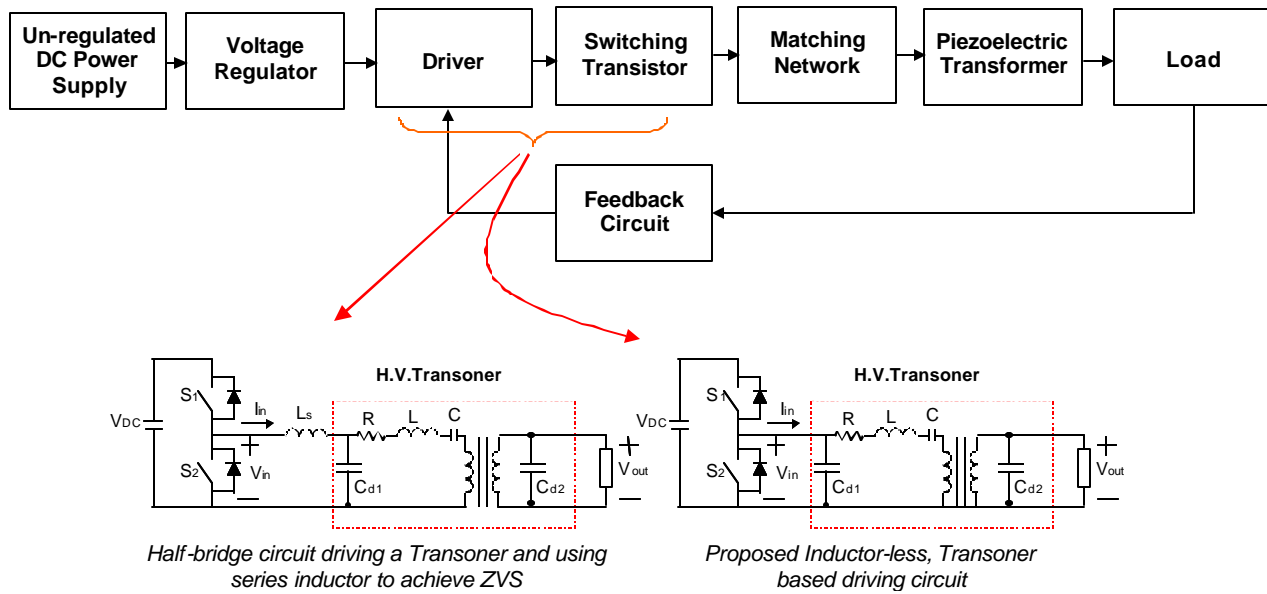 Un-regulated
DC Power
Supply
Voltage
Regulator
Driver
Switching
Transistor
Matching
Network
Piezoelectric
Transformer
Load
Feedback
Circuit
H.V.Transoner
S1
VDC
Iin
Ls
R
L
C
+
Vin
S2
Cd1
Cd2
+
Vout
H.V.Transoner
S1
VDC
Iin
R
L
C
+
Vin
S2
Cd1
Cd2
+
Vout
Half-bridge circuit driving a Transoner and using
series inductor to achieve ZVS
Proposed Inductor-less, Transoner
based driving circuit